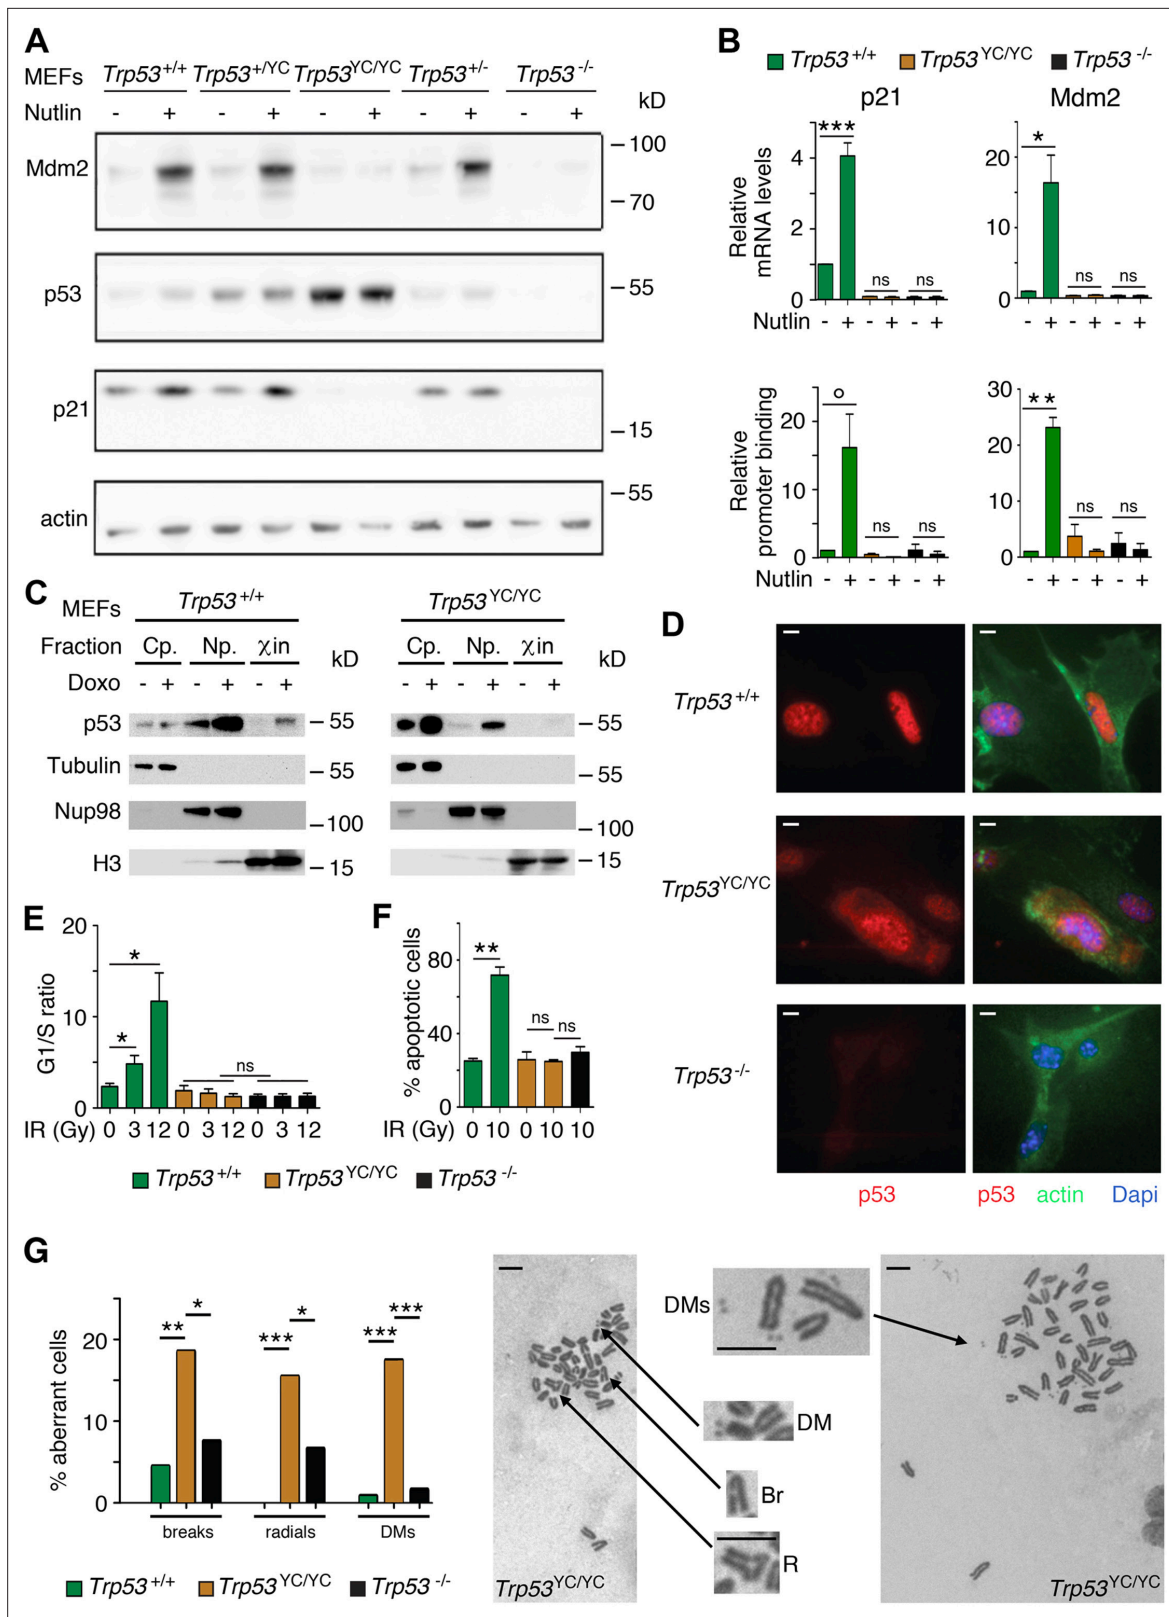 A
MEFs Trp53+/+ Trp53+/YC Trp53YC/YC Trp53+/- Trp53-/-
Nutlin - + - + - + - + - + kD
Mdm2 100
70
p53 55
p21 15
actin 55
B
Trp53+/+ Trp53YC/YC Trp53-/-
p21 Mdm2
Relative mRNA levels
4
2
0
***
ns ns
Nutlin - + - + - +
20
10
0
*
ns ns
- + - + - +
Relative promoter binding
20
10
0
°
ns ns
Nutlin - + - + - +
30
20
10
0
**
ns ns
- + - + - +
C
MEFs Trp53+/+ Trp53YC/YC
Fraction Cp. Np. χin kD Cp. Np. χin kD
Doxo - + - + - + - + - + - +
p53 55 55
Tubulin 55 55
Nup98 100 100
H3 15 15
D
Trp53+/+
Trp53YC/YC
Trp53-/-
p53 p53 actin Dapi
E
G1/S ratio
20
10
0
* * ns
IR (Gy) 0 3 12 0 3 12 0 3 12
F
% apoptotic cells
80
40
0
** ns ns
IR (Gy) 0 10 0 10 10
Trp53+/+ Trp53YC/YC Trp53-/-
G
% aberrant cells
20
10
0
** * *** * *** ***
breaks radials DMs
Trp53+/+ Trp53YC/YC Trp53-/-
DMs
DM
Br
R
Trp53YC/YC
Trp53YC/YC